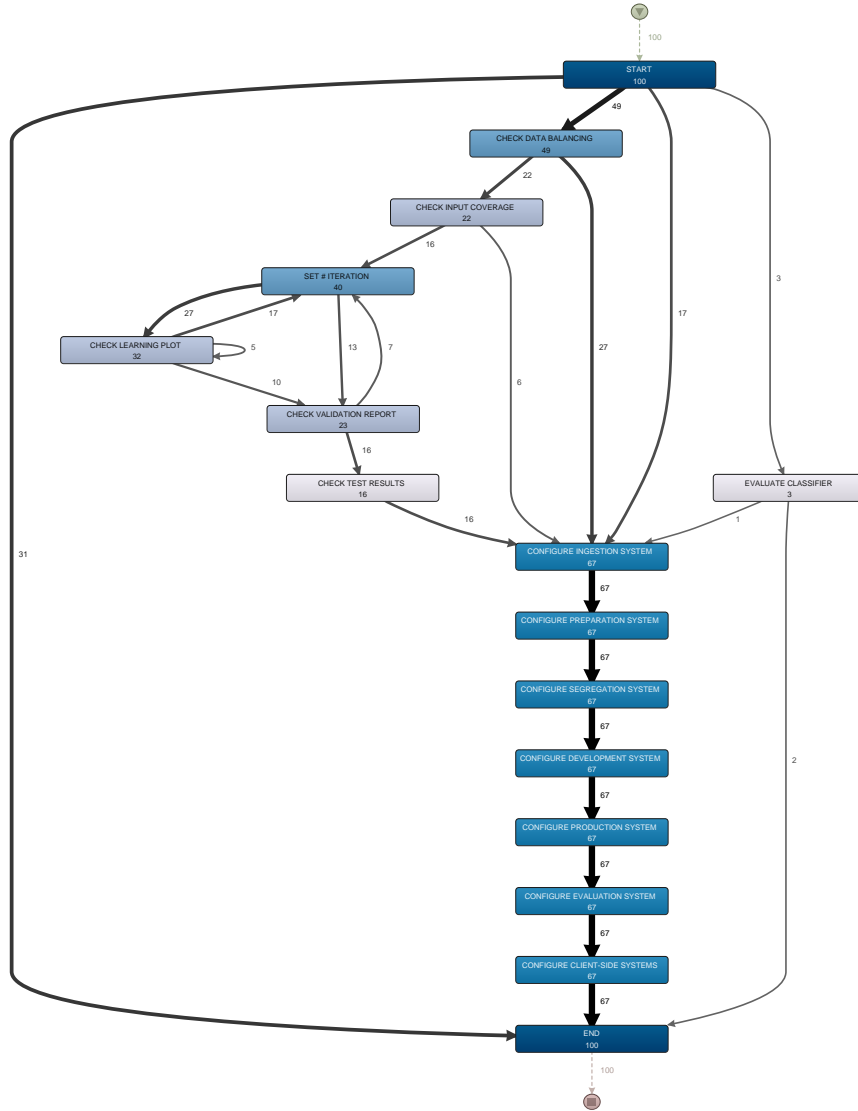 100
START
100
49
CHECK DATA BALANCING
49
22
CHECK INPUT COVERAGE
22
16
SET # ITERATION
40
3
27
17
13
7
17
CHECK LEARNING PLOT
32
5
27
10
6
CHECK VALIDATION REPORT
23
16
CHECK TEST RESULTS
16
EVALUATE CLASSIFIER
3
16
1
31
CONFIGURE INGESTION SYSTEM
67
67
CONFIGURE PREPARATION SYSTEM
67
67
CONFIGURE SEGREGATION SYSTEM
67
67
CONFIGURE DEVELOPMENT SYSTEM
67
2
67
CONFIGURE PRODUCTION SYSTEM
67
67
CONFIGURE EVALUATION SYSTEM
67
67
CONFIGURE CLIENT-SIDE SYSTEMS
67
67
END
100
100